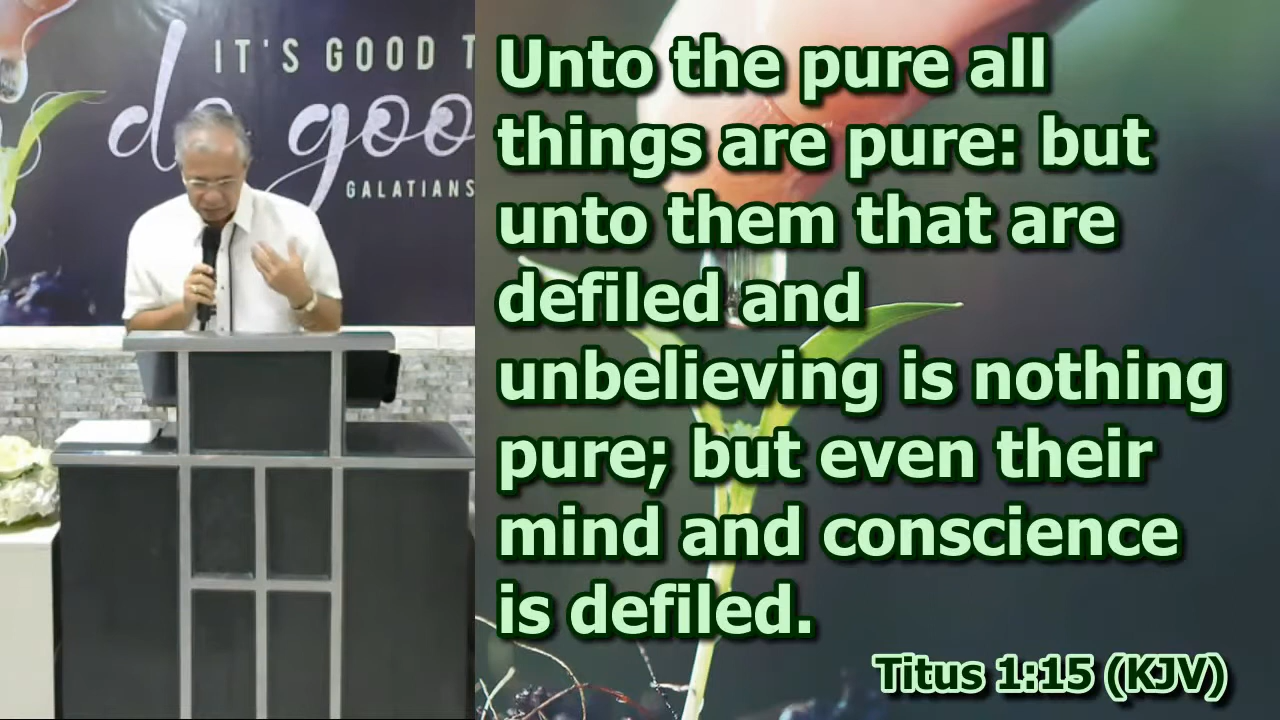 IT'S GOOD T
do goo
GALATIANS
Unto the pure all
things are pure: but
unto them that are
defiled and
unbelieving is nothing
pure; but even their
mind and conscience
is defiled.
Titus 1:15 (KJV)